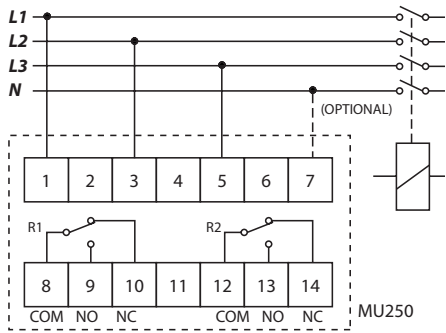 L1
L2
L3
N
(OPTIONAL)
1 2 3 4 5 6 7
R1 R2
8 9 10 11 12 13 14
COM NO NC COM NO NC
MU250